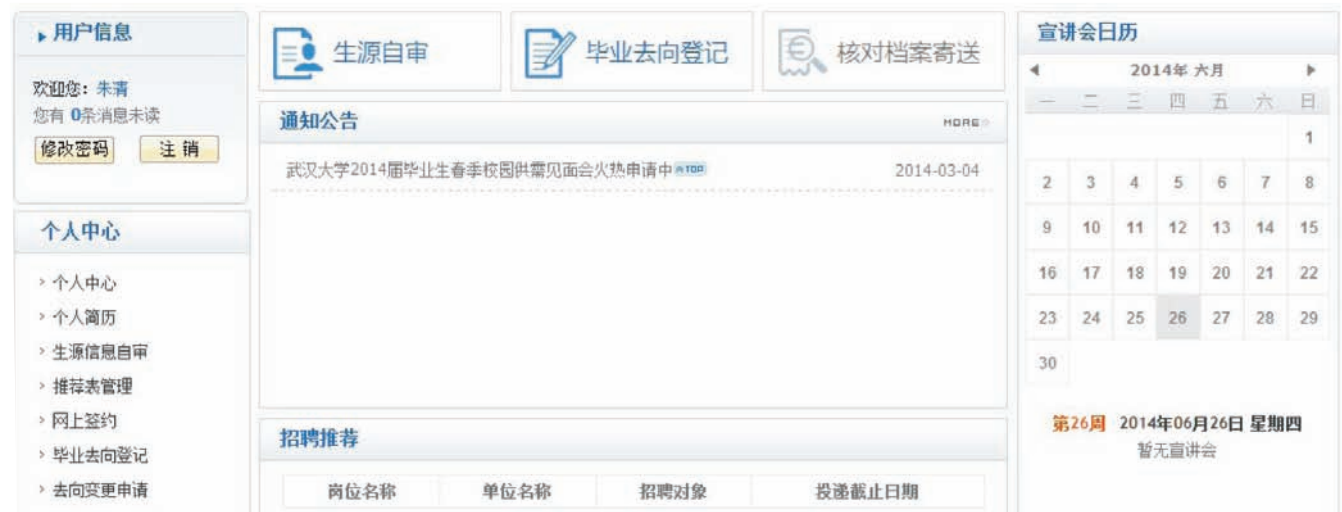 用户信息
欢迎您：朱清
您有 0条消息未读
修改密码 注 销
个人中心
个人中心
个人简历
生源信息自审
推荐表管理
网上签约
毕业去向登记
去向变更申请
生源自审
毕业去向登记
核对档案寄送
通知公告 MORE
武汉大学2014届毕业生春季校园供需见面会火热申请中 TOP 2014-03-04
招聘推荐
岗位名称 单位名称 招聘对象 投递截止日期
宣讲会日历
2014年 六月
一 二 三 四 五 六 日
1
2 3 4 5 6 7 8
9 10 11 12 13 14 15
16 17 18 19 20 21 22
23 24 25 26 27 28 29
30
第26周 2014年06月26日 星期四
暂无宣讲会